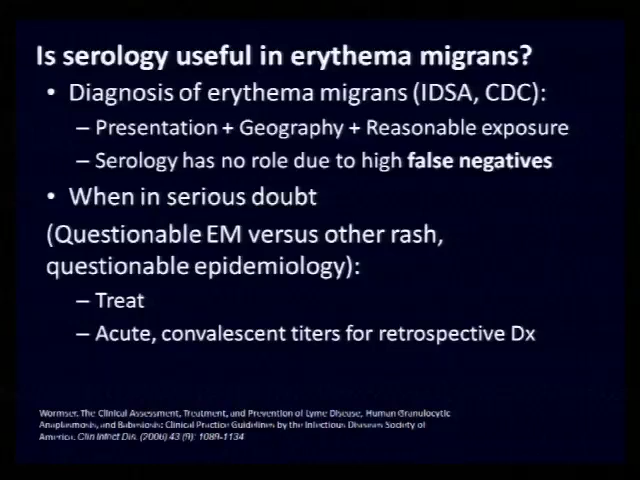 Is serology useful in erythema migrans?
• Diagnosis of erythema migrans (IDSA, CDC):
– Presentation + Geography + Reasonable exposure
– Serology has no role due to high false negatives
• When in serious doubt
(Questionable EM versus other rash,
questionable epidemiology):
– Treat
– Acute, convalescent titers for retrospective Dx
Wormser. The Clinical Assessment, Treatment, and Prevention of Lyme Disease, Human Granulocytic
Anaplasmosis, and Babesiosis: Clinical Practice Guidelines by the Infectious Diseases Society of
America. Clin Infect Dis. (2006) 43 (9): 1089-1134